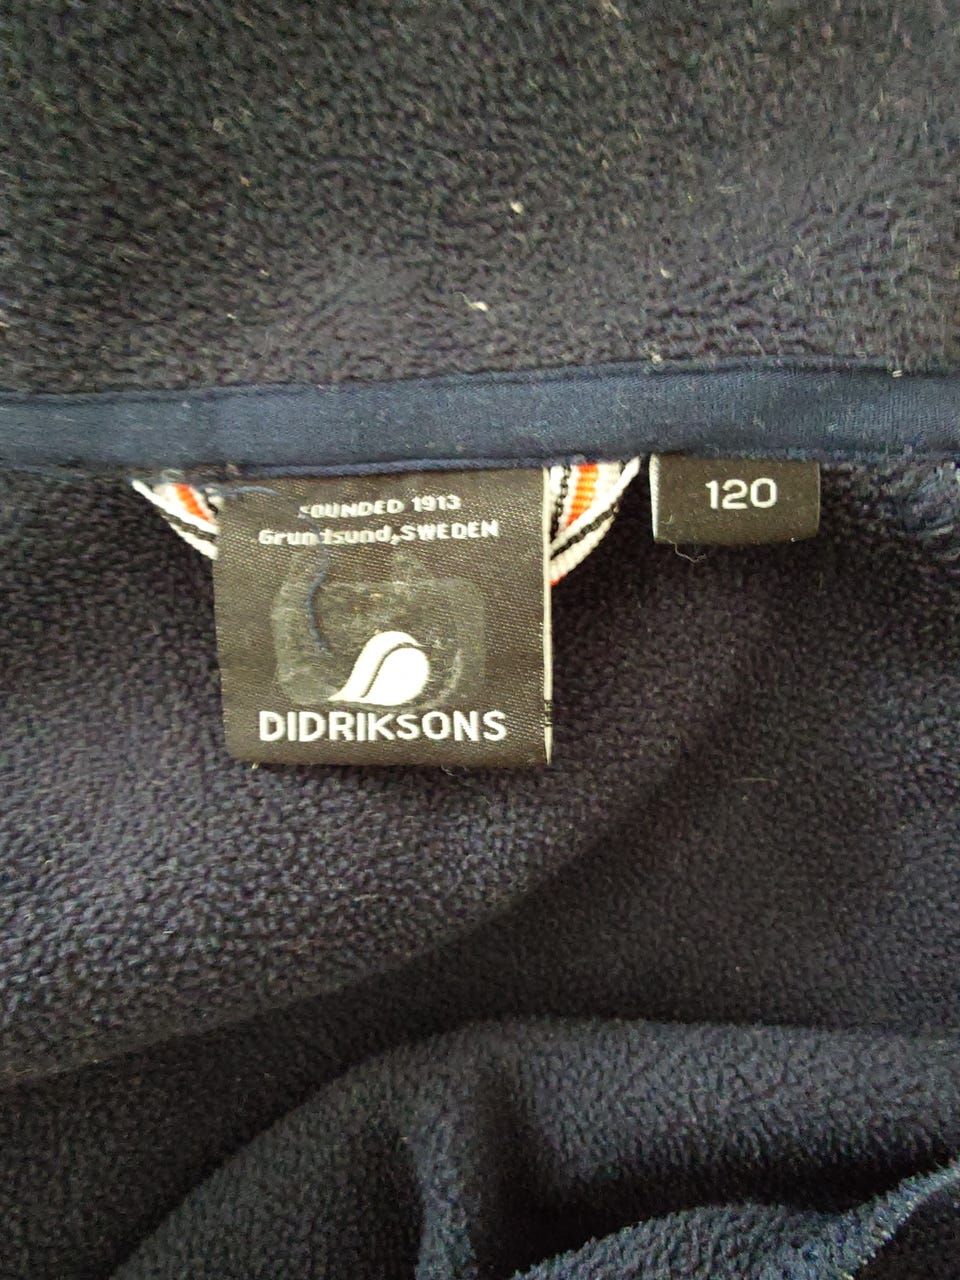 FOUNDED 1913
Grundsund, SWEDEN
DIDRIKSONS
120